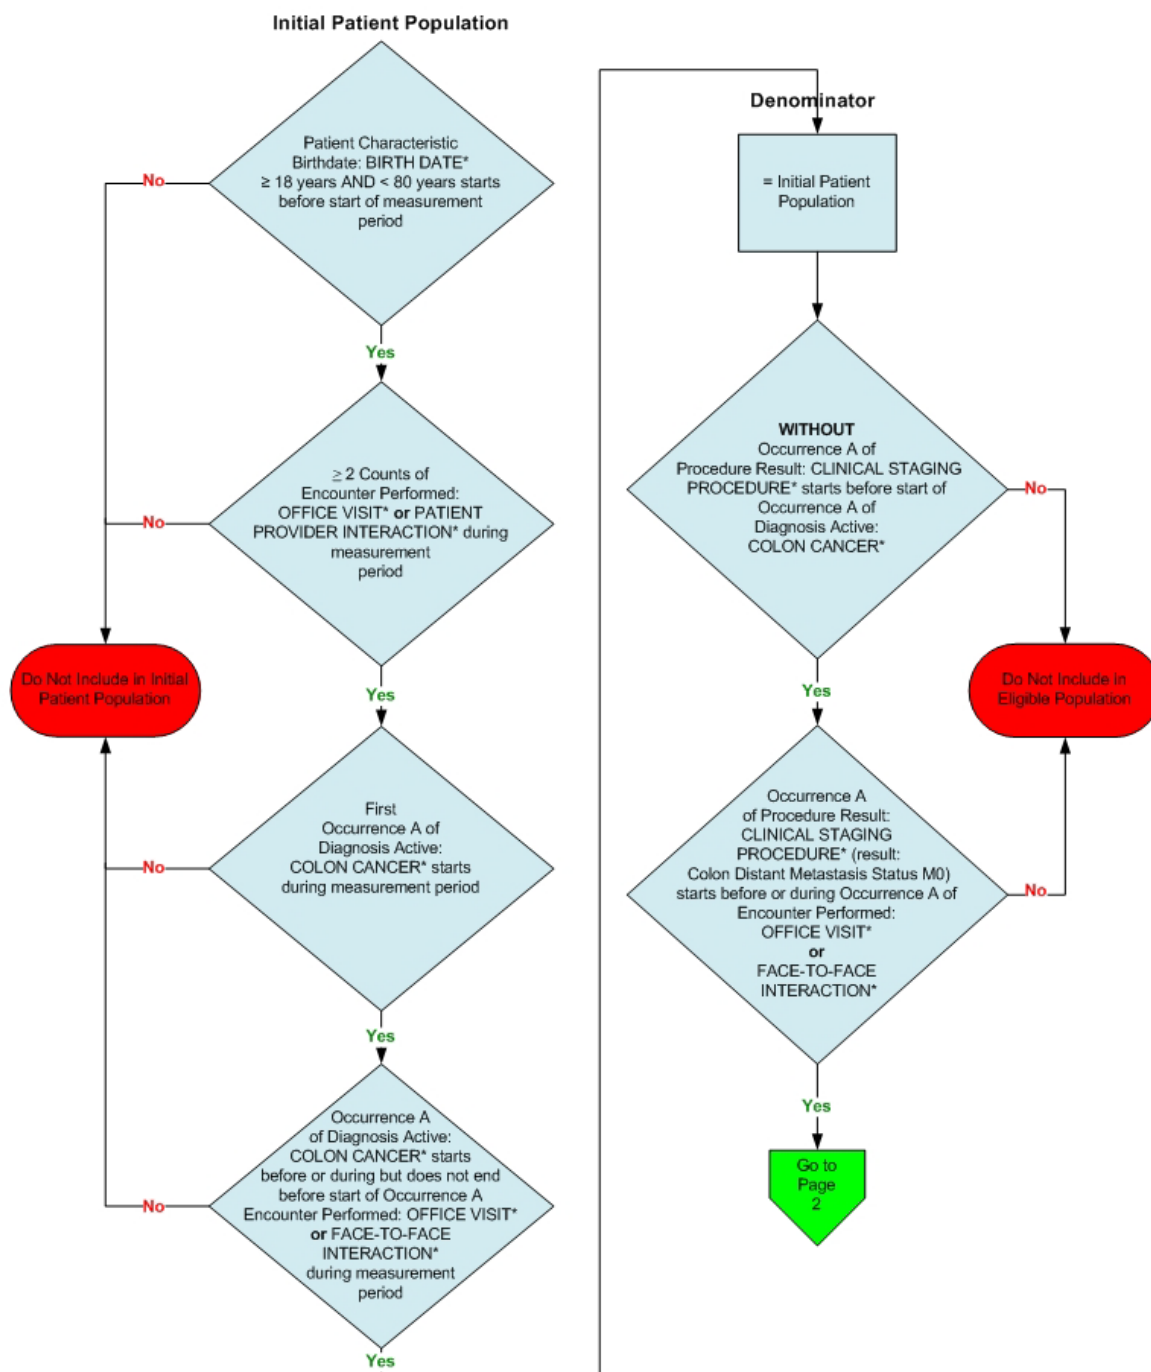 Initial Patient Population
Patient Characteristic
Birthdate: BIRTH DATE*
≥ 18 years AND < 80 years starts
before start of measurement
period
No
Yes
≥ 2 Counts of
Encounter Performed:
OFFICE VISIT* or PATIENT
PROVIDER INTERACTION* during
measurement
period
No
Do Not Include in Initial
Patient Population
Yes
First
Occurrence A of
Diagnosis Active:
COLON CANCER* starts
during measurement period
No
Yes
Occurrence A
of Diagnosis Active:
COLON CANCER* starts
before or during but does not end
before start of Occurrence A
Encounter Performed: OFFICE VISIT*
or FACE-TO-FACE
INTERACTION*
during measurement
period
No
Yes
Denominator
= Initial Patient
Population
WITHOUT
Occurrence A of
Procedure Result: CLINICAL STAGING
PROCEDURE* starts before start of
Occurrence A of
Diagnosis Active:
COLON CANCER*
No
Do Not Include in
Eligible Population
Yes
Occurrence A
of Procedure Result:
CLINICAL STAGING
PROCEDURE* (result:
Colon Distant Metastasis Status M0)
starts before or during Occurrence A of
Encounter Performed:
OFFICE VISIT*
or
FACE-TO-FACE
INTERACTION*
No
Yes
Go to
Page
2